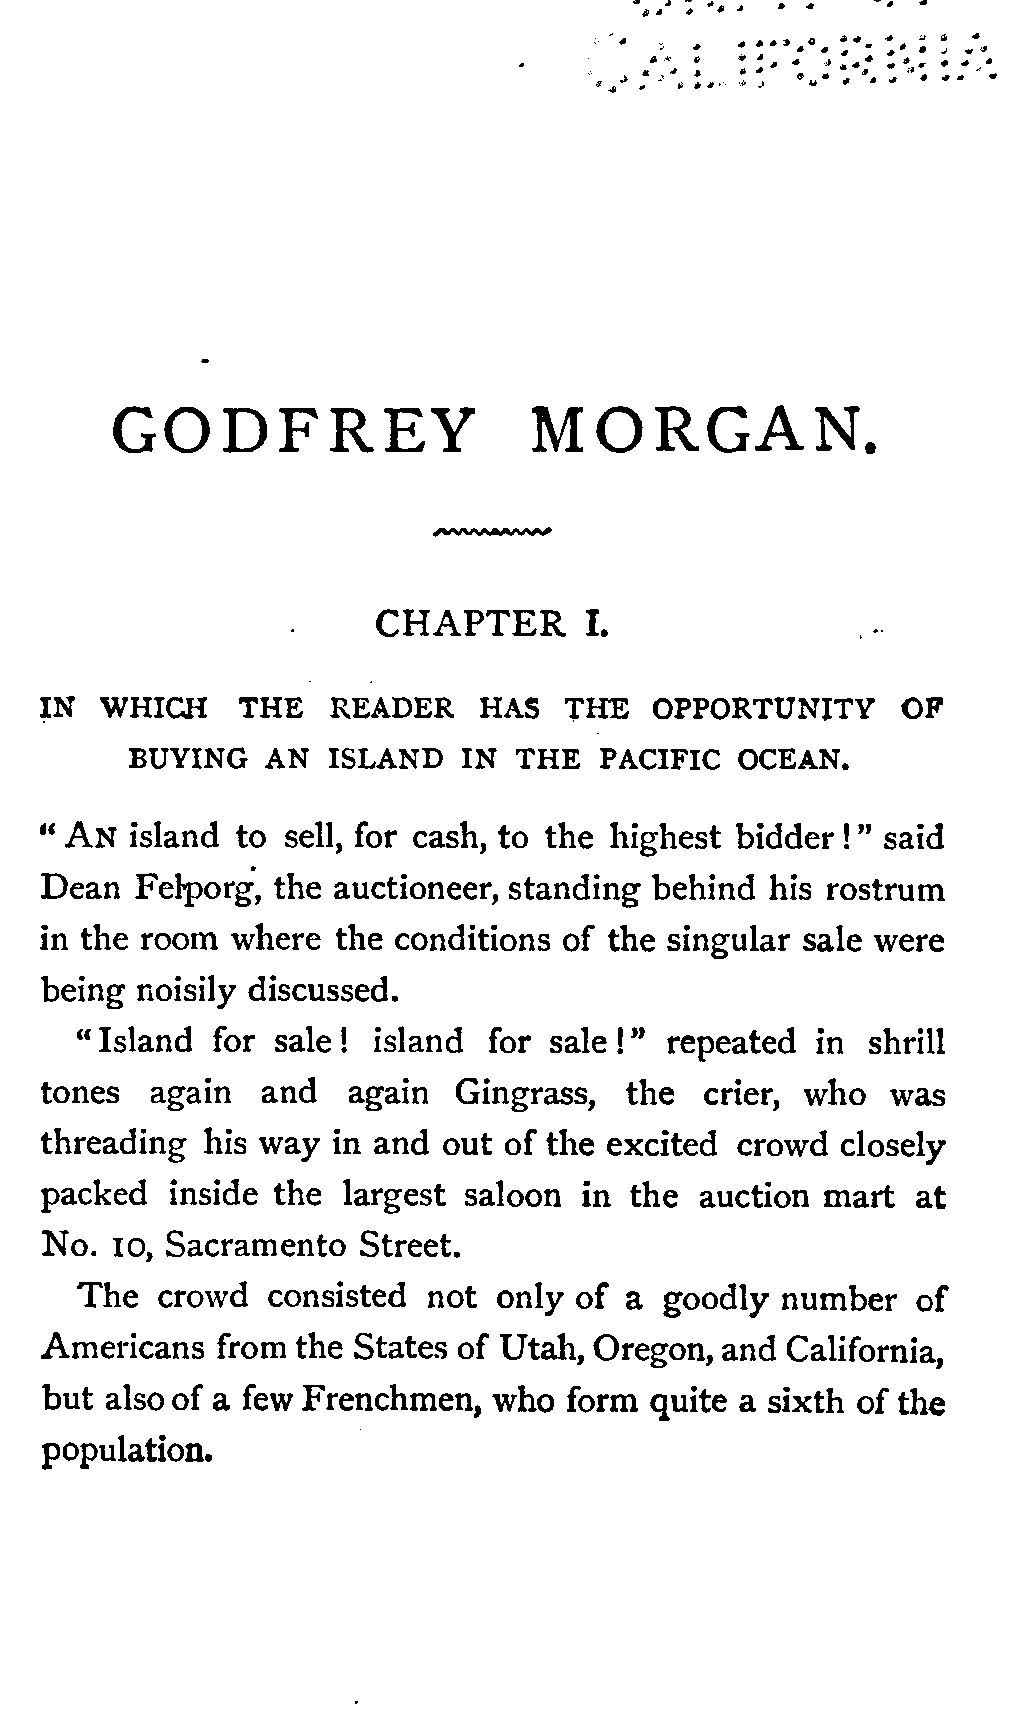 CALIFORNIA
GODFREY MORGAN.
CHAPTER I.
IN WHICH THE READER HAS THE OPPORTUNITY OF
BUYING AN ISLAND IN THE PACIFIC OCEAN.
“ AN island to sell, for cash, to the highest bidder !” said
Dean Felporg, the auctioneer, standing behind his rostrum
in the room where the conditions of the singular sale were
being noisily discussed.
“Island for sale! island for sale!” repeated in shrill
tones again and again Gingrass, the crier, who was
threading his way in and out of the excited crowd closely
packed inside the largest saloon in the auction mart at
No. 10, Sacramento Street.
The crowd consisted not only of a goodly number of
Americans from the States of Utah, Oregon, and California,
but also of a few Frenchmen, who form quite a sixth of the
population.